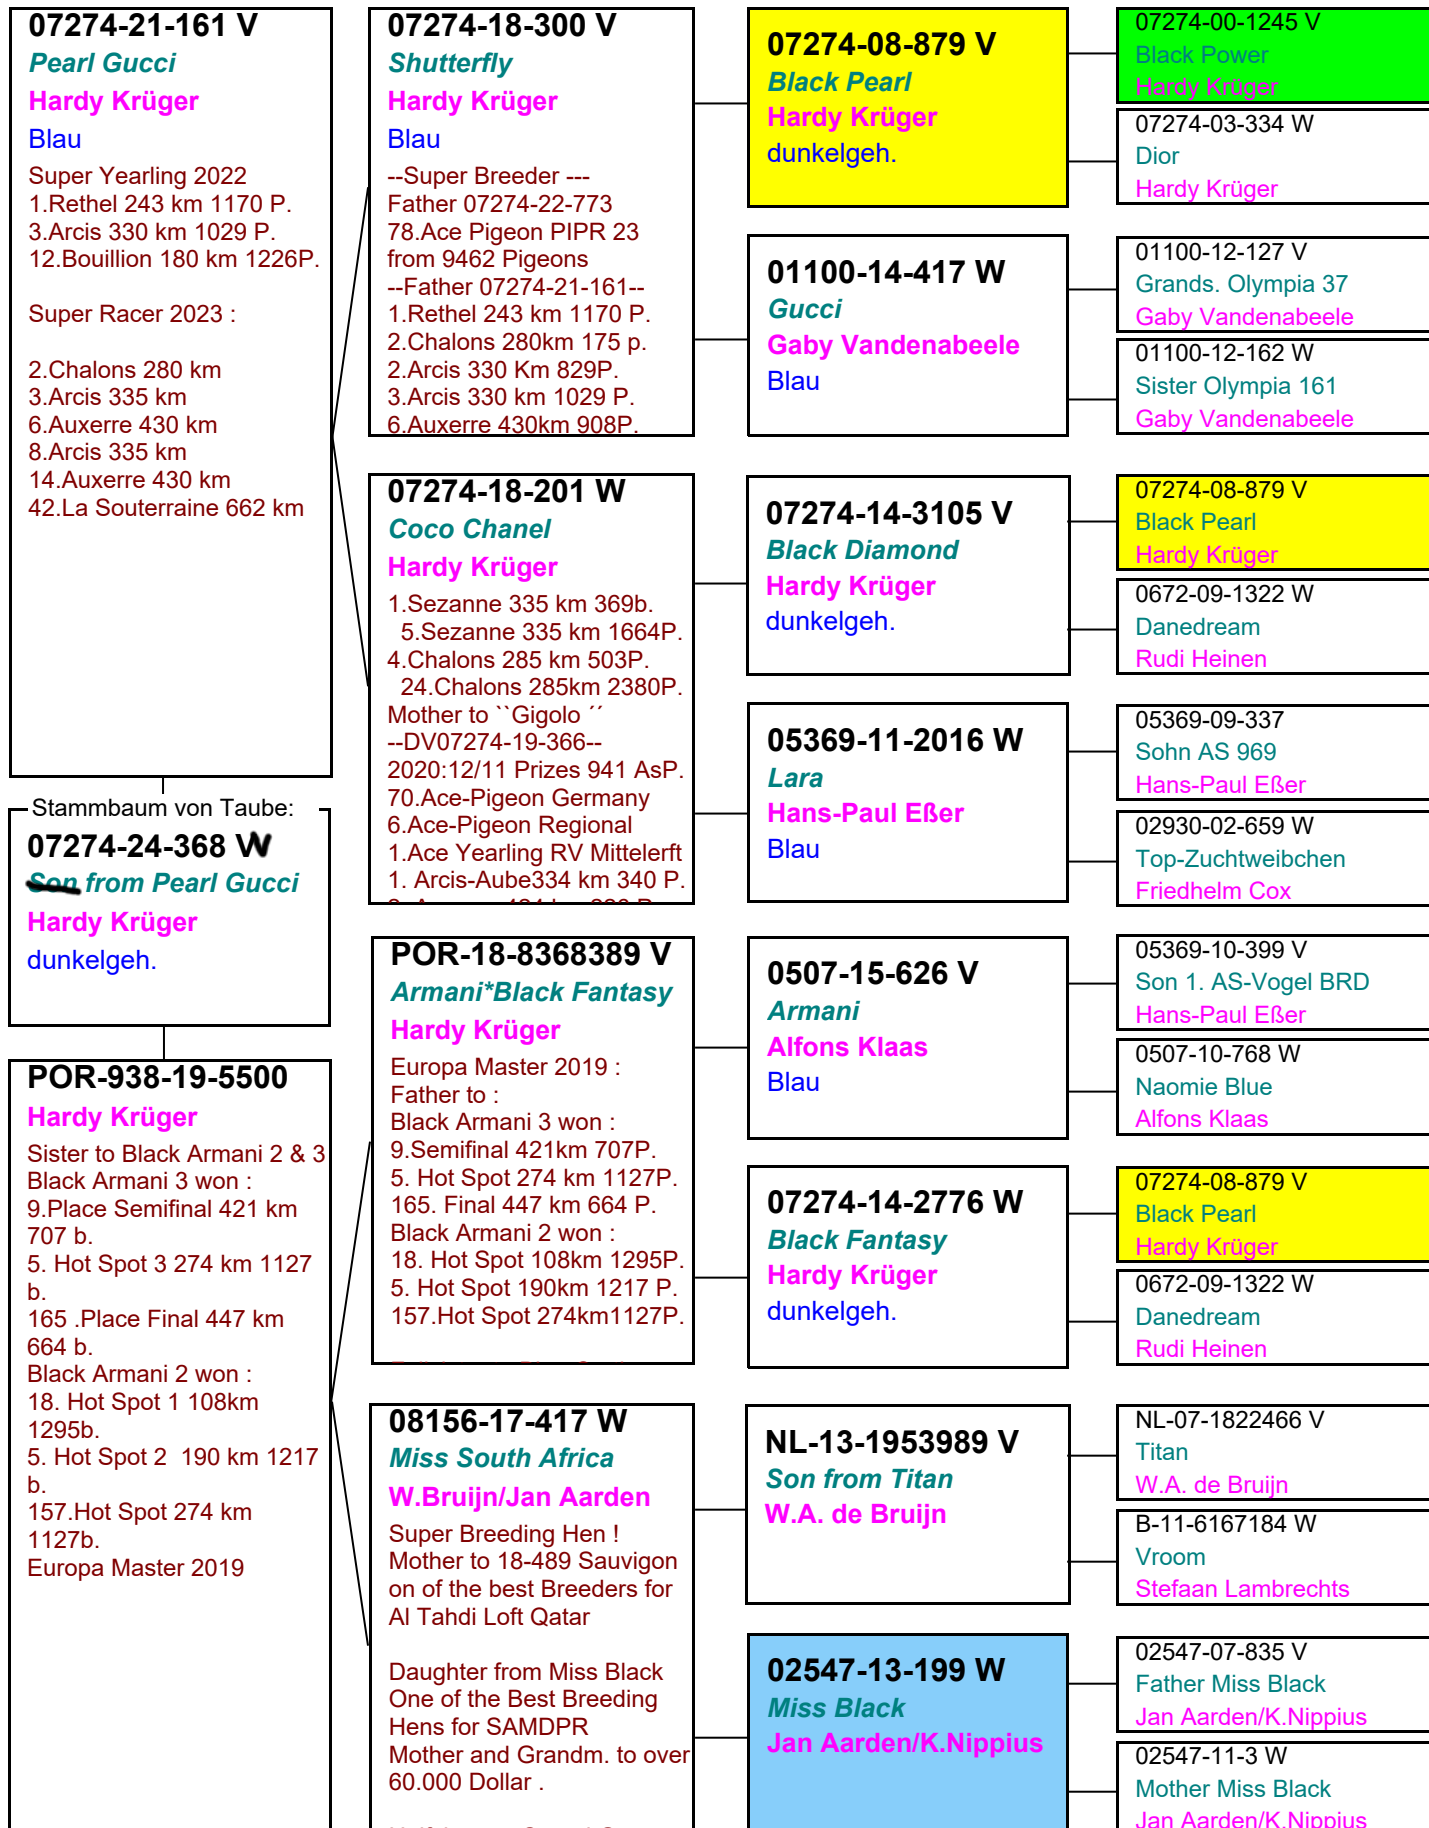 07274-21-161 V
Pearl Gucci
Hardy Krüger
Blau
Super Yearling 2022
1.Rethel 243 km 1170 P.
3.Arcis 330 km 1029 P.
12.Bouillion 180 km 1226P.
Super Racer 2023 :
2.Chalons 280 km
3.Arcis 335 km
6.Auxerre 430 km
8.Arcis 335 km
14.Auxerre 430 km
42.La Souterraine 662 km
Stammbaum von Taube:
07274-24-368 W
Son from Pearl Gucci
Hardy Krüger
dunkelgeh.
POR-938-19-5500
Hardy Krüger
Sister to Black Armani 2 & 3
Black Armani 3 won :
9.Place Semifinal 421 km
707 b.
5. Hot Spot 3 274 km 1127
b.
165 .Place Final 447 km
664 b.
Black Armani 2 won :
18. Hot Spot 1 108km
1295b.
5. Hot Spot 2  190 km 1217
b.
157.Hot Spot 274 km
1127b.
Europa Master 2019
07274-18-300 V
Shutterfly
Hardy Krüger
Blau
--Super Breeder ---
Father 07274-22-773
78.Ace Pigeon PIPR 23
from 9462 Pigeons
--Father 07274-21-161--
1.Rethel 243 km 1170 P.
2.Chalons 280km 175 p.
2.Arcis 330 Km 829P.
3.Arcis 330 km 1029 P.
6.Auxerre 430km 908P.
07274-18-201 W
Coco Chanel
Hardy Krüger
1.Sezanne 335 km 369b.
5.Sezanne 335 km 1664P.
4.Chalons 285 km 503P.
24.Chalons 285km 2380P.
Mother to ``Gigolo ´´
--DV07274-19-366--
2020:12/11 Prizes 941 AsP.
70.Ace-Pigeon Germany
6.Ace-Pigeon Regional
1.Ace Yearling RV Mittelerft
1. Arcis-Aube334 km 340 P.
POR-18-8368389 V
Armani*Black Fantasy
Hardy Krüger
Europa Master 2019 :
Father to :
Black Armani 3 won :
9.Semifinal 421km 707P.
5. Hot Spot 274 km 1127P.
165. Final 447 km 664 P.
Black Armani 2 won :
18. Hot Spot 108km 1295P.
5. Hot Spot 190km 1217 P.
157.Hot Spot 274km1127P.
08156-17-417 W
Miss South Africa
W.Bruijn/Jan Aarden
Super Breeding Hen !
Mother to 18-489 Sauvigon
on of the best Breeders for
Al Tahdi Loft Qatar
Daughter from Miss Black
One of the Best Breeding
Hens for SAMDPR
Mother and Grandm. to over
60.000 Dollar .
07274-08-879 V
Black Pearl
Hardy Krüger
dunkelgeh.
01100-14-417 W
Gucci
Gaby Vandenabeele
Blau
07274-14-3105 V
Black Diamond
Hardy Krüger
dunkelgeh.
05369-11-2016 W
Lara
Hans-Paul Eßer
Blau
0507-15-626 V
Armani
Alfons Klaas
Blau
07274-14-2776 W
Black Fantasy
Hardy Krüger
dunkelgeh.
NL-13-1953989 V
Son from Titan
W.A. de Bruijn
02547-13-199 W
Miss Black
Jan Aarden/K.Nippius
07274-00-1245 V
Black Power
Hardy Krüger
07274-03-334 W
Dior
Hardy Krüger
01100-12-127 V
Grands. Olympia 37
Gaby Vandenabeele
01100-12-162 W
Sister Olympia 161
Gaby Vandenabeele
07274-08-879 V
Black Pearl
Hardy Krüger
0672-09-1322 W
Danedream
Rudi Heinen
05369-09-337
Sohn AS 969
Hans-Paul Eßer
02930-02-659 W
Top-Zuchtweibchen
Friedhelm Cox
05369-10-399 V
Son 1. AS-Vogel BRD
Hans-Paul Eßer
0507-10-768 W
Naomie Blue
Alfons Klaas
07274-08-879 V
Black Pearl
Hardy Krüger
0672-09-1322 W
Danedream
Rudi Heinen
NL-07-1822466 V
Titan
W.A. de Bruijn
B-11-6167184 W
Vroom
Stefaan Lambrechts
02547-07-835 V
Father Miss Black
Jan Aarden/K.Nippius
02547-11-3 W
Mother Miss Black
Jan Aarden/K.Nippius